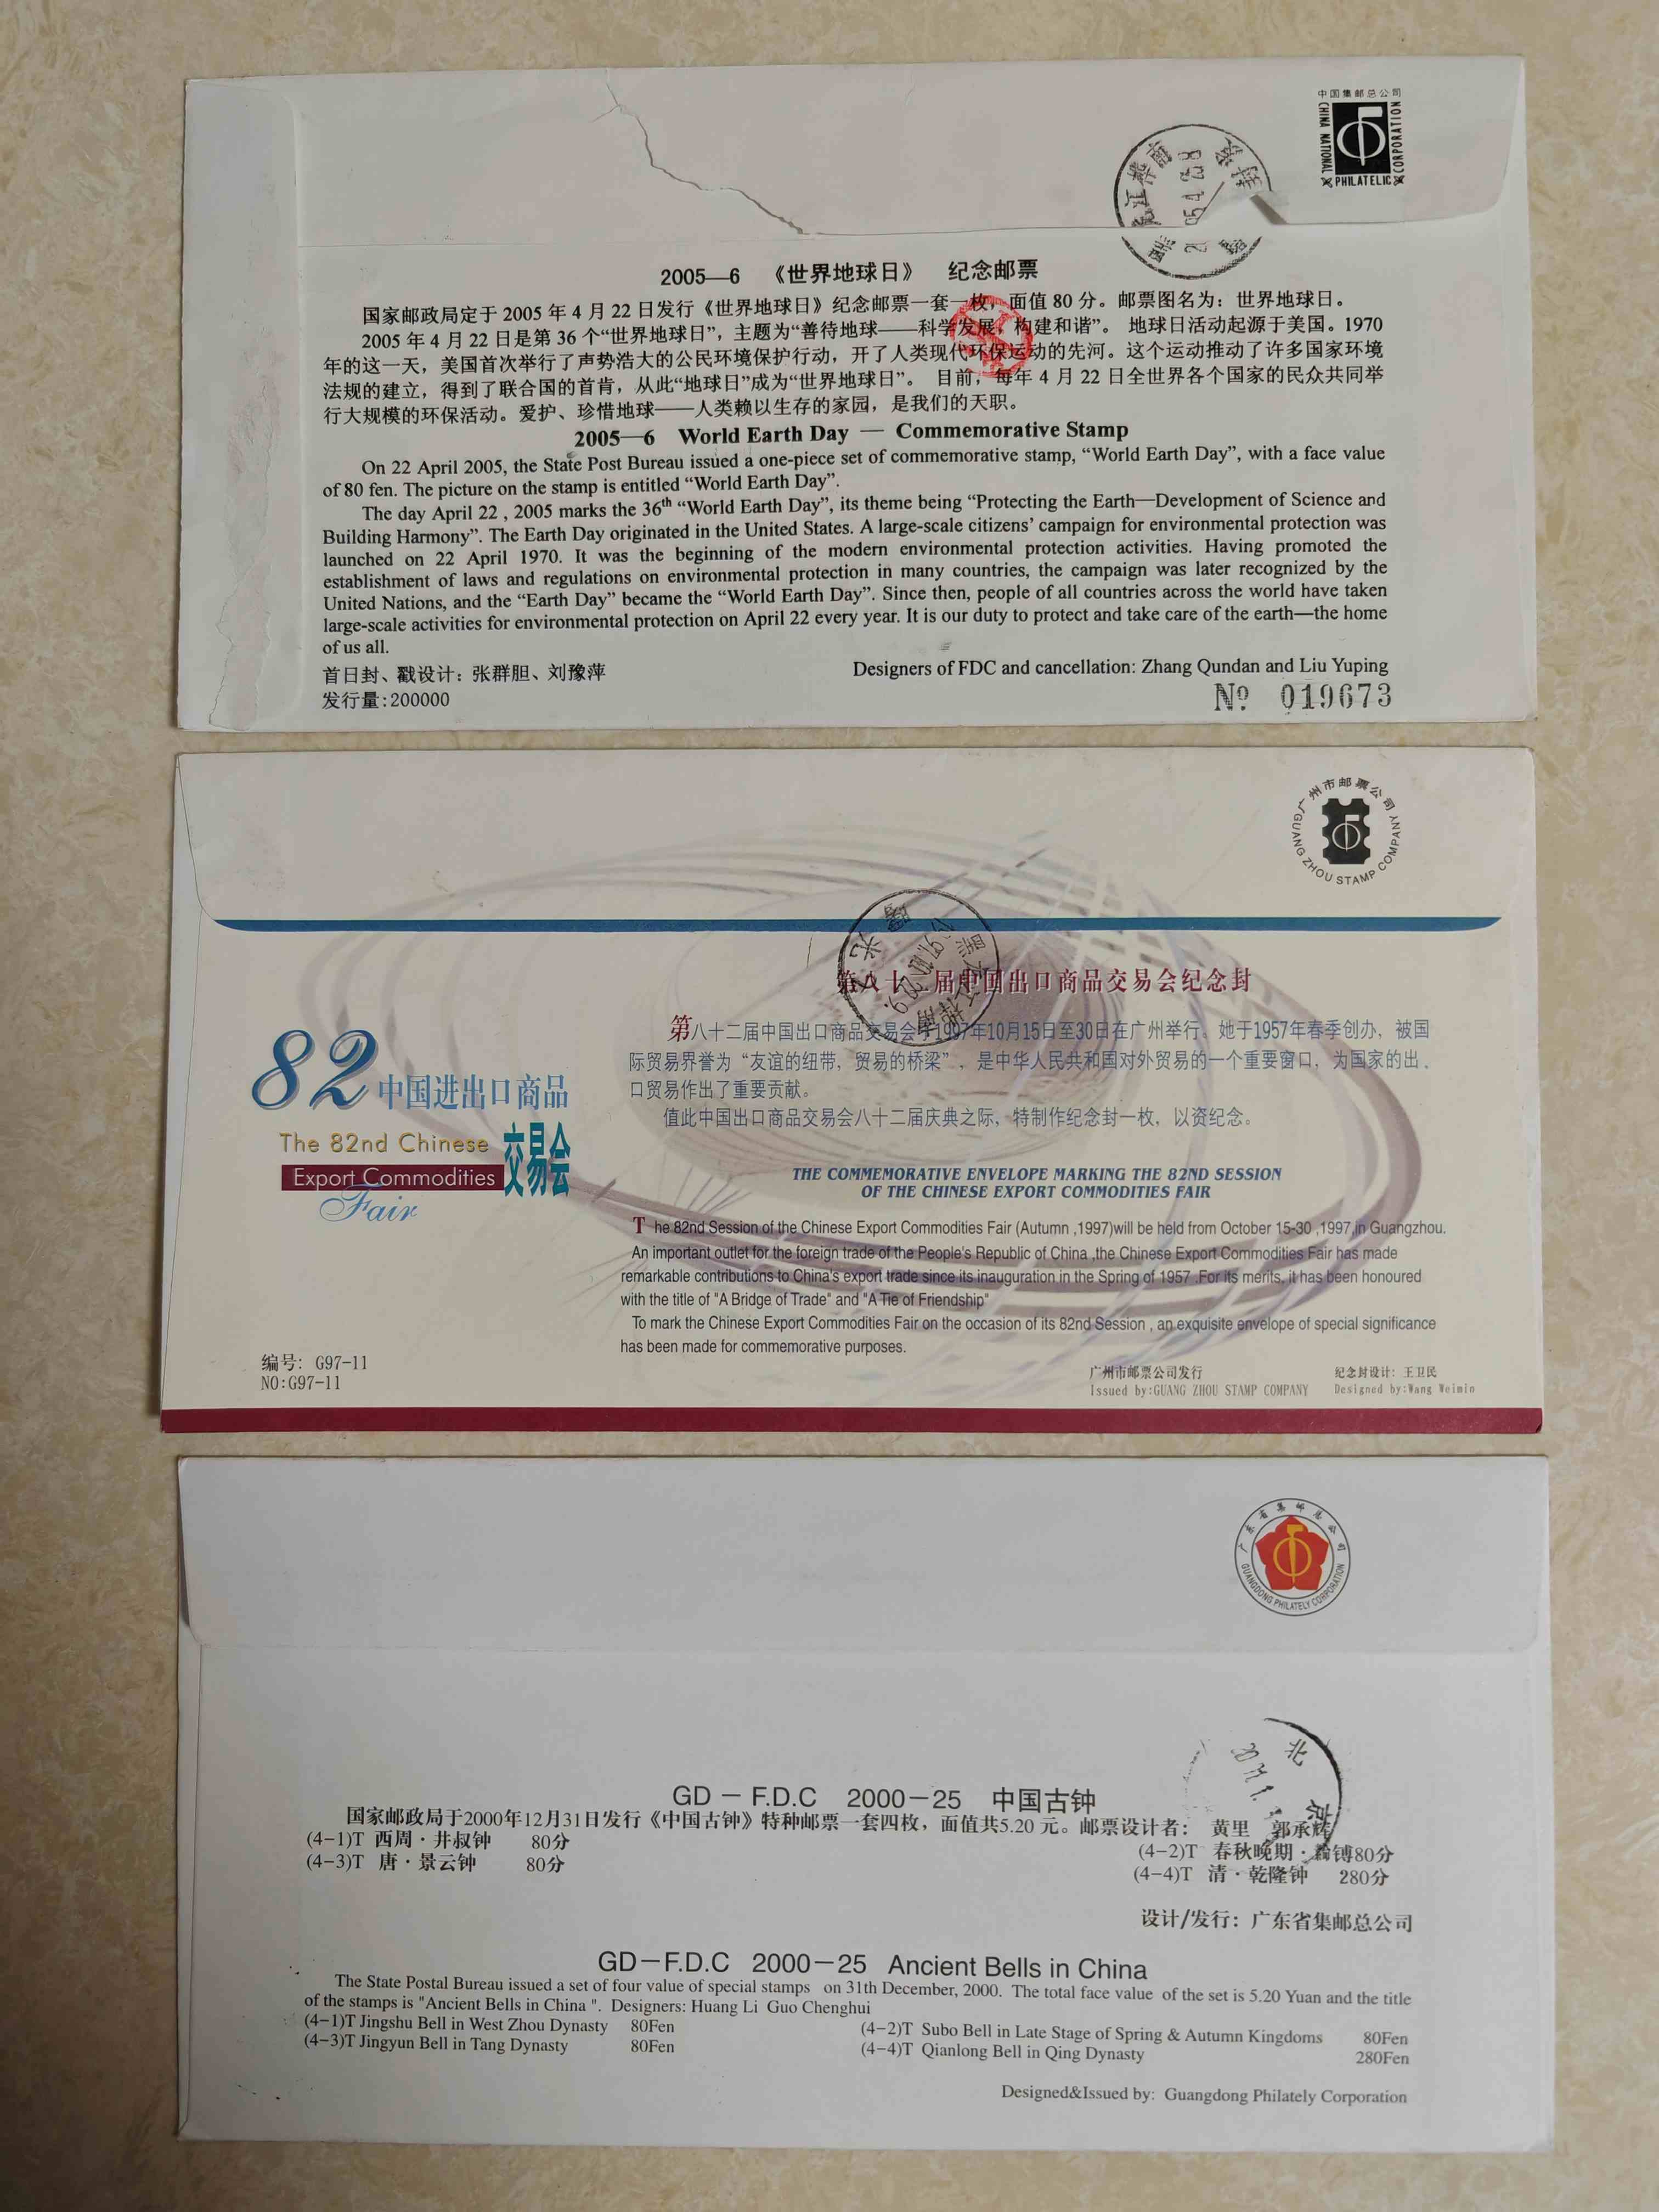 中国集邮总公司
CHINA NATIONAL
PHILATELIC
CORPORATION
2005—6 《世界地球日》 纪念邮票
国家邮政局定于 2005 年 4 月 22 日发行《世界地球日》纪念邮票一套一枚，面值 80 分。邮票图名为：世界地球日。
2005 年 4 月 22 日是第 36 个“世界地球日”，主题为“善待地球——科学发展，构建和谐”。 地球日活动起源于美国。1970
年的这一天，美国首次举行了声势浩大的公民环境保护行动，开了人类现代环保运动的先河。这个运动推动了许多国家环境
法规的建立，得到了联合国的首肯，从此“地球日”成为“世界地球日”。 目前，每年 4 月 22 日全世界各个国家的民众共同举
行大规模的环保活动。爱护、珍惜地球——人类赖以生存的家园，是我们的天职。
2005—6 World Earth Day — Commemorative Stamp
On 22 April 2005, the State Post Bureau issued a one-piece set of commemorative stamp, “World Earth Day”, with a face value
of 80 fen. The picture on the stamp is entitled “World Earth Day”.
The day April 22 , 2005 marks the 36th “World Earth Day”, its theme being “Protecting the Earth—Development of Science and
Building Harmony”. The Earth Day originated in the United States. A large-scale citizens’ campaign for environmental protection was
launched on 22 April 1970. It was the beginning of the modern environmental protection activities. Having promoted the
establishment of laws and regulations on environmental protection in many countries, the campaign was later recognized by the
United Nations, and the “Earth Day” became the “World Earth Day”. Since then, people of all countries across the world have taken
large-scale activities for environmental protection on April 22 every year. It is our duty to protect and take care of the earth—the home
of us all.
首日封、戳设计：张群胆、刘豫萍
Designers of FDC and cancellation: Zhang Qundan and Liu Yuping
发行量:200000
№ 019673
广州市邮票公司
GUANG ZHOU STAMP COMPANY
第八十二届中国出口商品交易会纪念封
第八十二届中国出口商品交易会于1997年10月15日至30日在广州举行。她于1957年春季创办，被国
际贸易界誉为“友谊的纽带，贸易的桥梁”，是中华人民共和国对外贸易的一个重要窗口，为国家的出
口贸易作出了重要贡献。
值此中国出口商品交易会八十二届庆典之际，特制作纪念封一枚，以资纪念。
82中国进出口商品
交易会
The 82nd Chinese
Export Commodities
Fair
THE COMMEMORATIVE ENVELOPE MARKING THE 82ND SESSION
OF THE CHINESE EXPORT COMMODITIES FAIR
The 82nd Session of the Chinese Export Commodities Fair (Autumn ,1997)will be held from October 15-30 ,1997,in Guangzhou.
An important outlet for the foreign trade of the People's Republic of China ,the Chinese Export Commodities Fair has made
remarkable contributions to China's export trade since its inauguration in the Spring of 1957 .For its merits, it has been honoured
with the title of "A Bridge of Trade" and "A Tie of Friendship"
To mark the Chinese Export Commodities Fair on the occasion of its 82nd Session , an exquisite envelope of special significance
has been made for commemorative purposes.
编号: G97-11
NO:G97-11
广州市邮票公司发行
Issued by:GUANG ZHOU STAMP COMPANY
纪念封设计: 王卫民
Designed by:Wang Weimin
广东省集邮总公司
GUANGDONG PHILATELY CORPORATION
北京
GD－F.D.C 2000－25 中国古钟
国家邮政局于2000年12月31日发行《中国古钟》特种邮票一套四枚，面值共5.20 元。邮票设计者： 黄里 郭承辉
(4-1)T 西周·井叔钟 80分
(4-2)T 春秋晚期· 镈80分
(4-3)T 唐·景云钟 80分
(4-4)T 清·乾隆钟 280分
设计/发行：广东省集邮总公司
GD－F.D.C 2000－25 Ancient Bells in China
The State Postal Bureau issued a set of four value of special stamps on 31th December, 2000. The total face value of the set is 5.20 Yuan and the title
of the stamps is "Ancient Bells in China ". Designers: Huang Li Guo Chenghui
(4-1)T Jingshu Bell in West Zhou Dynasty 80Fen
(4-2)T Subo Bell in Late Stage of Spring & Autumn Kingdoms 80Fen
(4-3)T Jingyun Bell in Tang Dynasty 80Fen
(4-4)T Qianlong Bell in Qing Dynasty 280Fen
Designed&Issued by: Guangdong Philately Corporation